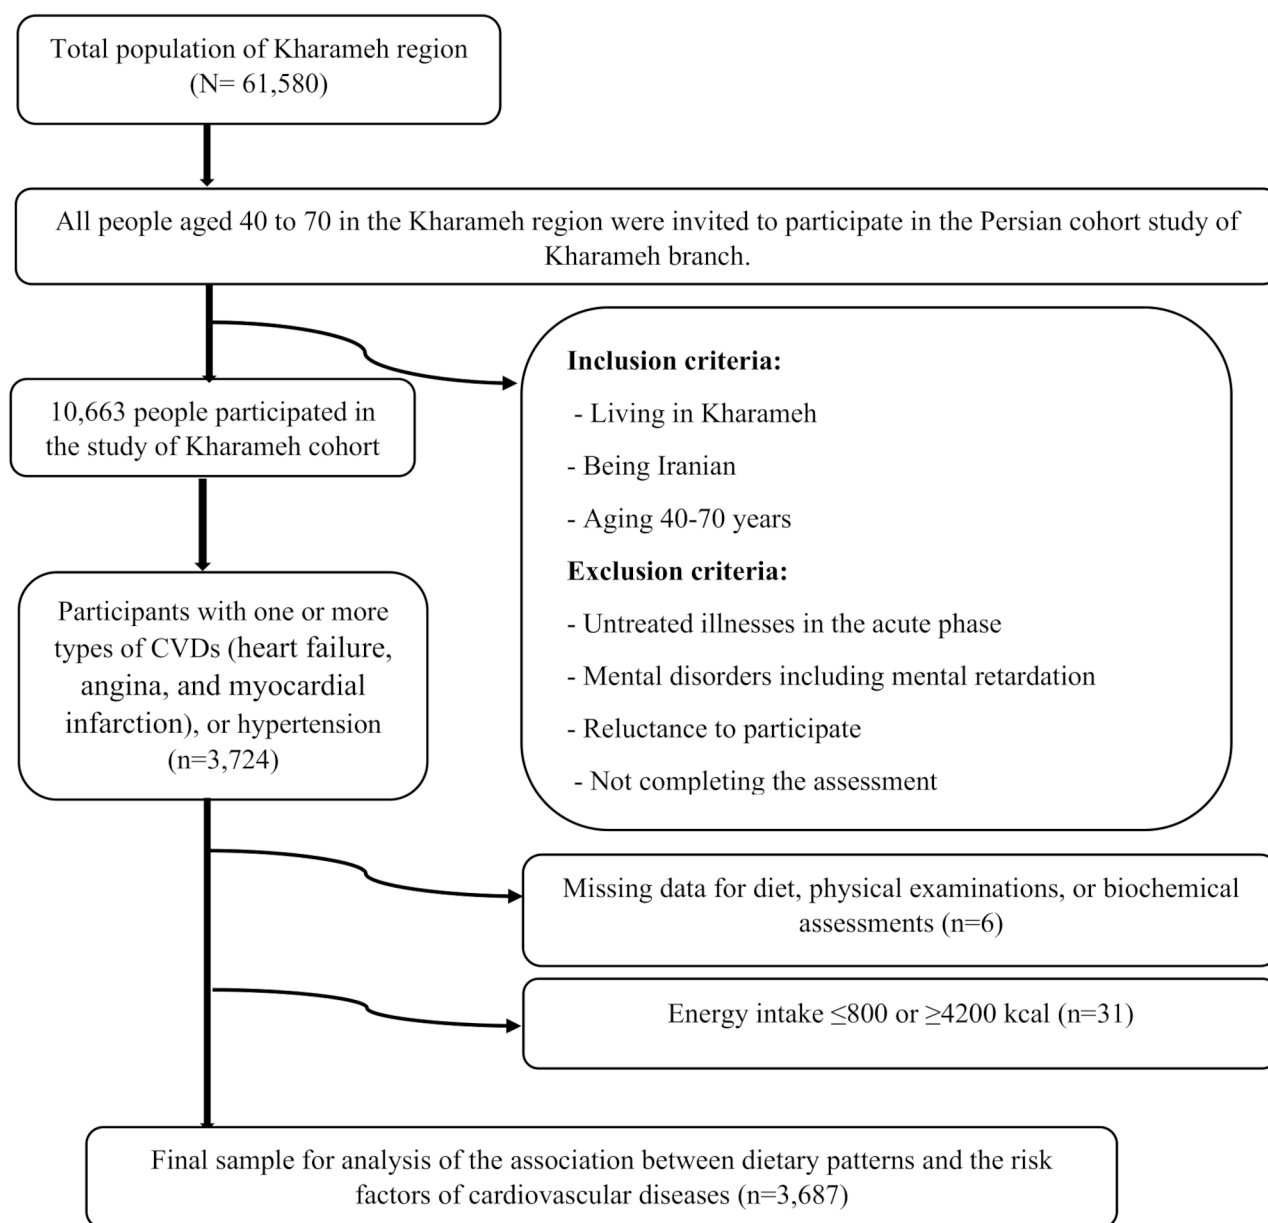 Total population of Kharameh region
(N= 61,580)
All people aged 40 to 70 in the Kharameh region were invited to participate in the Persian cohort study of
Kharameh branch.
10,663 people participated in
the study of Kharameh cohort
Inclusion criteria:
- Living in Kharameh
- Being Iranian
- Aging 40-70 years
Exclusion criteria:
- Untreated illnesses in the acute phase
- Mental disorders including mental retardation
- Reluctance to participate
- Not completing the assessment
Participants with one or more
types of CVDs (heart failure,
angina, and myocardial
infarction), or hypertension
(n=3,724)
Missing data for diet, physical examinations, or biochemical
assessments (n=6)
Energy intake ≤800 or ≥4200 kcal (n=31)
Final sample for analysis of the association between dietary patterns and the risk
factors of cardiovascular diseases (n=3,687)